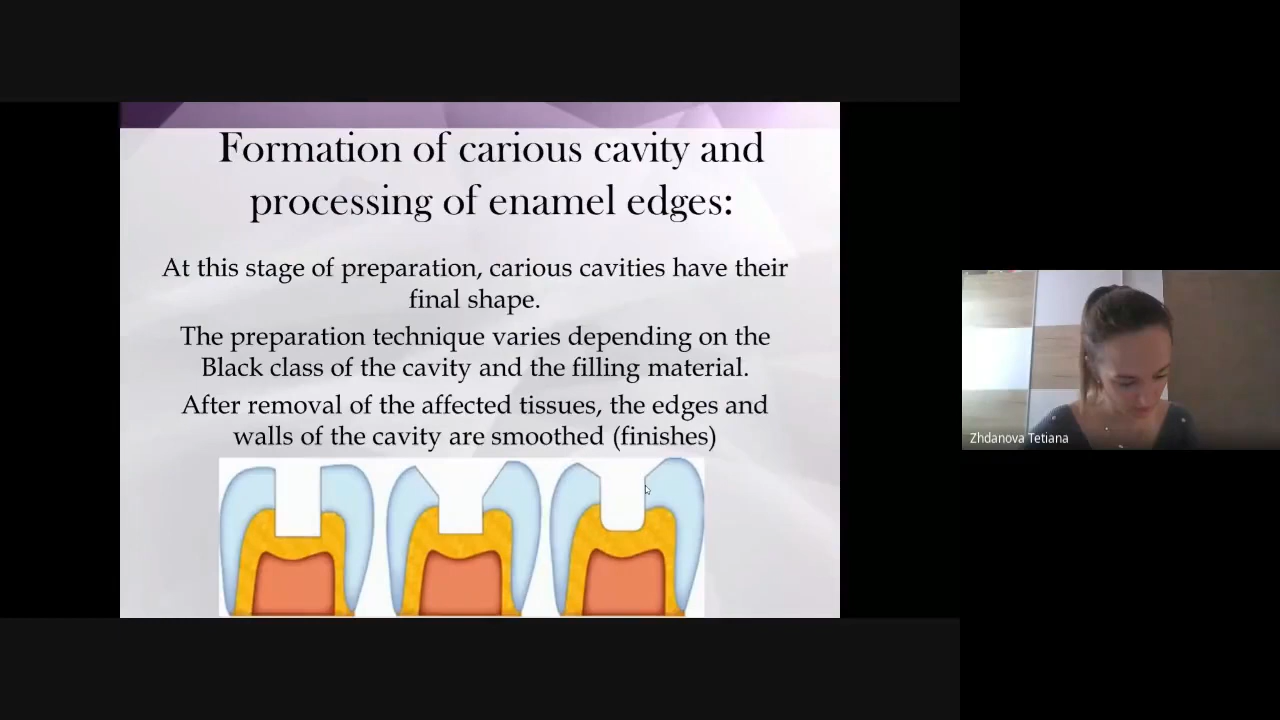 Formation of carious cavity and
processing of enamel edges:
At this stage of preparation, carious cavities have their
final shape.
The preparation technique varies depending on the
Black class of the cavity and the filling material.
After removal of the affected tissues, the edges and
walls of the cavity are smoothed (finishes)
Zhdanova Tetiana